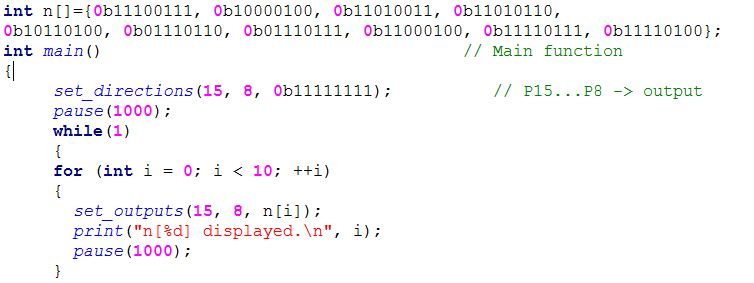 int n[]={0b11100111, 0b10000100, 0b11010011, 0b11010110,
0b10110100, 0b01110110, 0b01110111, 0b11000100, 0b11110111, 0b11110100};
int main() // Main function
{
set_directions(15, 8, 0b11111111); // P15...P8 -> output
pause(1000);
while(1)
{
for (int i = 0; i < 10; ++i)
{
set_outputs(15, 8, n[i]);
print("n[%d] displayed.\n", i);
pause(1000);
}